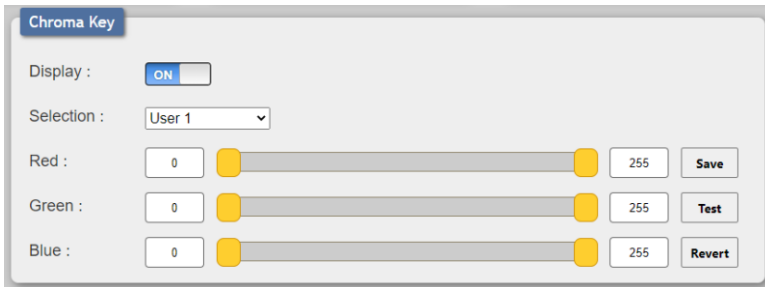 Chroma Key
Display :
ON
Selection :
User 1
Red :
0
255
Save
Green :
0
255
Test
Blue :
0
255
Revert